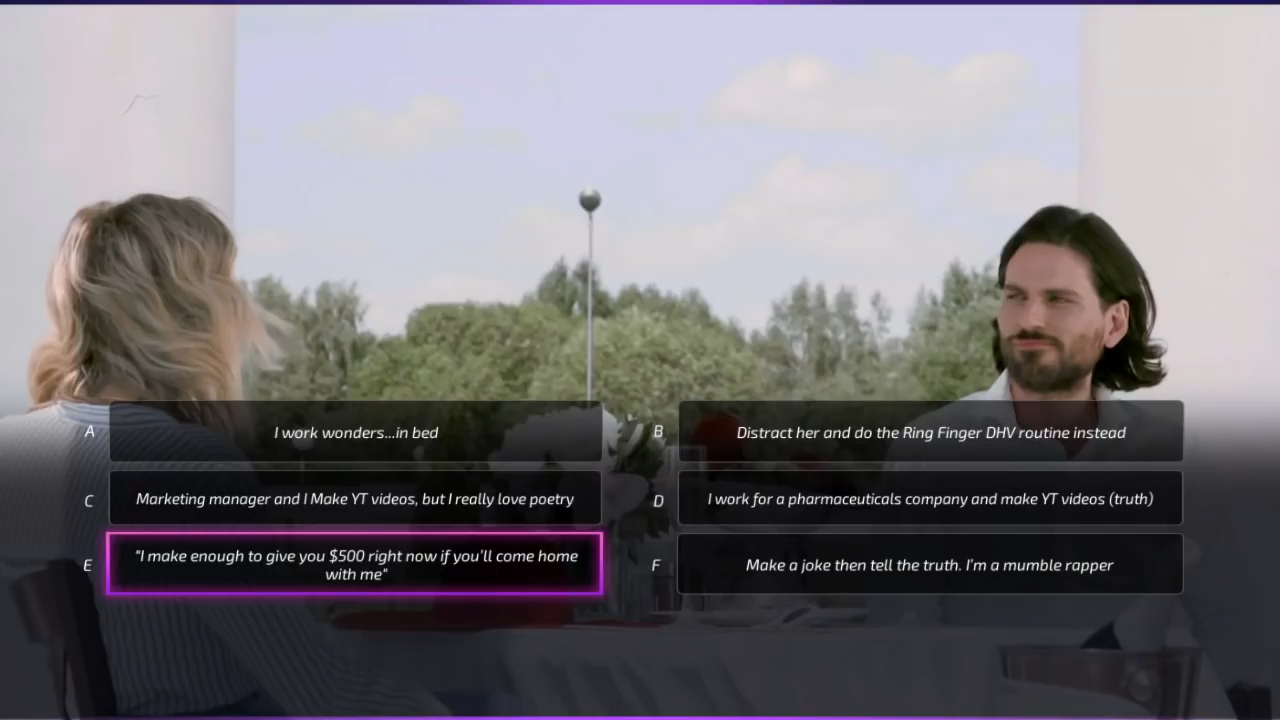 A I work wonders...in bed
B Distract her and do the Ring Finger DHV routine instead
C Marketing manager and I Make YT videos, but I really love poetry
D I work for a pharmaceuticals company and make YT videos (truth)
E "I make enough to give you $500 right now if you'll come home
with me"
F Make a joke then tell the truth. I'm a mumble rapper